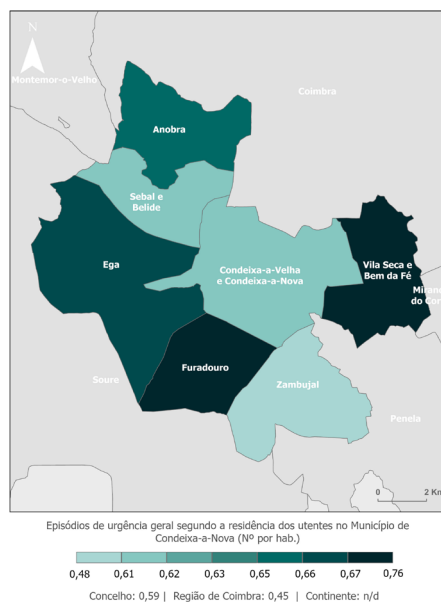 N
Montemor-o-Velho
Coimbra
Anobra
Sebal e
Belide
Ega
Condeixa-a-Velha
e Condeixa-a-Nova
Vila Seca e
Bem da Fé
Miran
do Cor
Furadouro
Zambujal
Soure
Penela
0 2 Km
Episódios de urgência geral segundo a residência dos utentes no Município de
Condeixa-a-Nova (Nº por hab.)
0,48 0,61 0,62 0,63 0,65 0,66 0,67 0,76
Concelho: 0,59 | Região de Coimbra: 0,45 | Continente: n/d